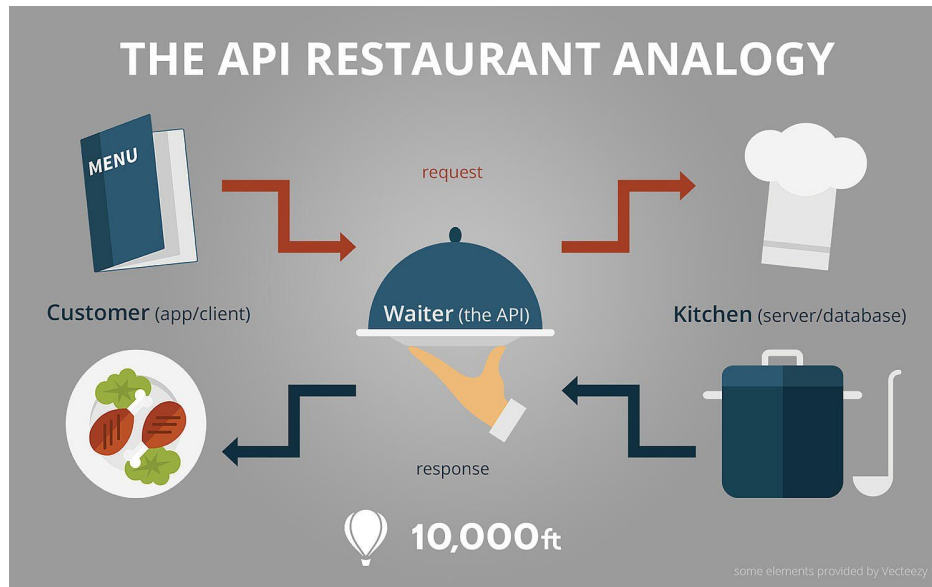 THE API RESTAURANT ANALOGY
MENU
request
Customer (app/client)
Waiter (the API)
Kitchen (server/database)
response
10,000ft
some elements provided by Vecteezy